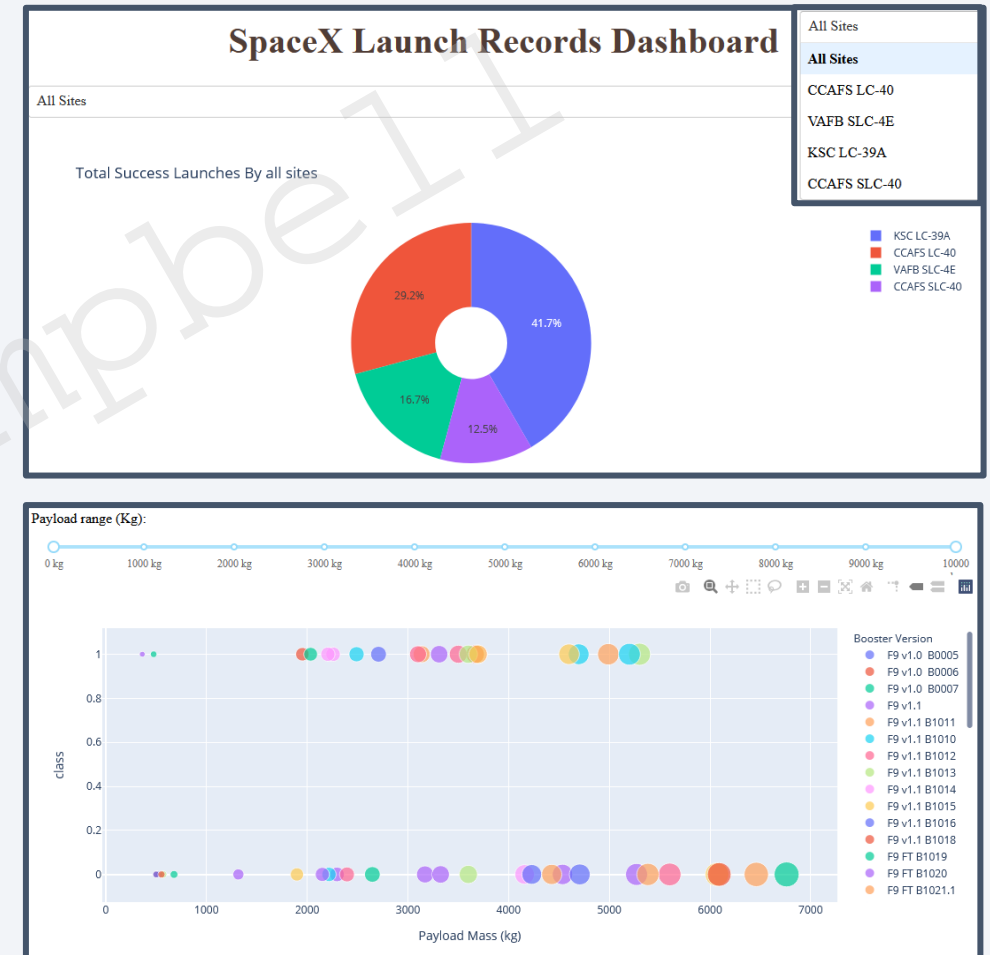 SpaceX Launch Records Dashboard
All Sites
All Sites
CCAFS LC-40
VAFB SLC-4E
KSC LC-39A
CCAFS SLC-40
All Sites
Total Success Launches By all sites
KSC LC-39A
CCAFS LC-40
VAFB SLC-4E
CCAFS SLC-40
29.2%
41.7%
16.7%
12.5%
mpbell
Payload range (Kg):
0 kg 1000 kg 2000 kg 3000 kg 4000 kg 5000 kg 6000 kg 7000 kg 8000 kg 9000 kg 10000
Booster Version
F9 v1.0 B0005
F9 v1.0 B0006
F9 v1.0 B0007
F9 v1.1
F9 v1.1 B1011
F9 v1.1 B1010
F9 v1.1 B1012
F9 v1.1 B1013
F9 v1.1 B1014
F9 v1.1 B1015
F9 v1.1 B1016
F9 v1.1 B1018
F9 FT B1019
F9 FT B1020
F9 FT B1021.1
1
0.8
0.6
0.4
0.2
0
class
0 1000 2000 3000 4000 5000 6000 7000
Payload Mass (kg)